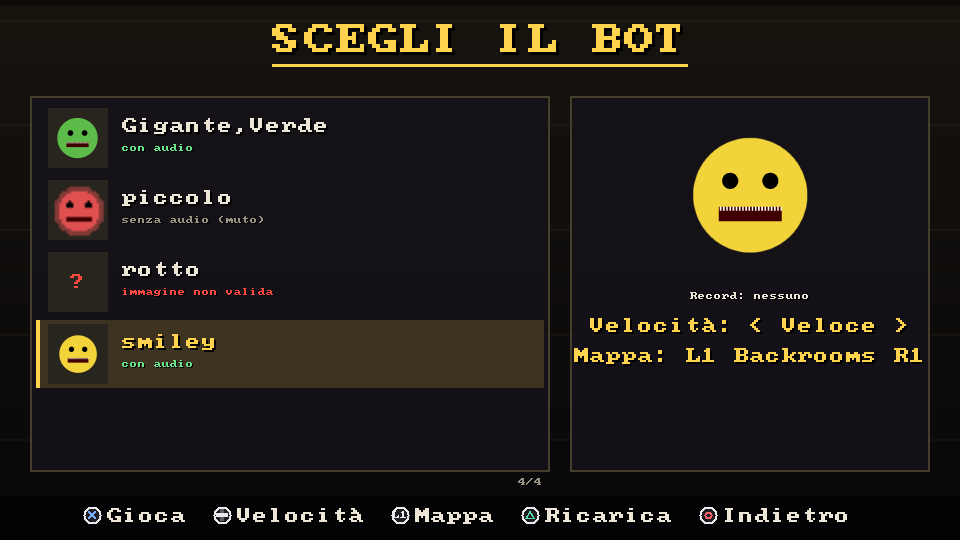 SCEGLI IL BOT
Gigante,Verde
con audio
piccolo
senza audio (muto)
?
rotto
immagine non valida
smiley
con audio
Record: nessuno
Velocità: < Veloce >
Mappa: L1 Backrooms R1
4/4
Gioca Velocità L1 Mappa Ricarica Indietro